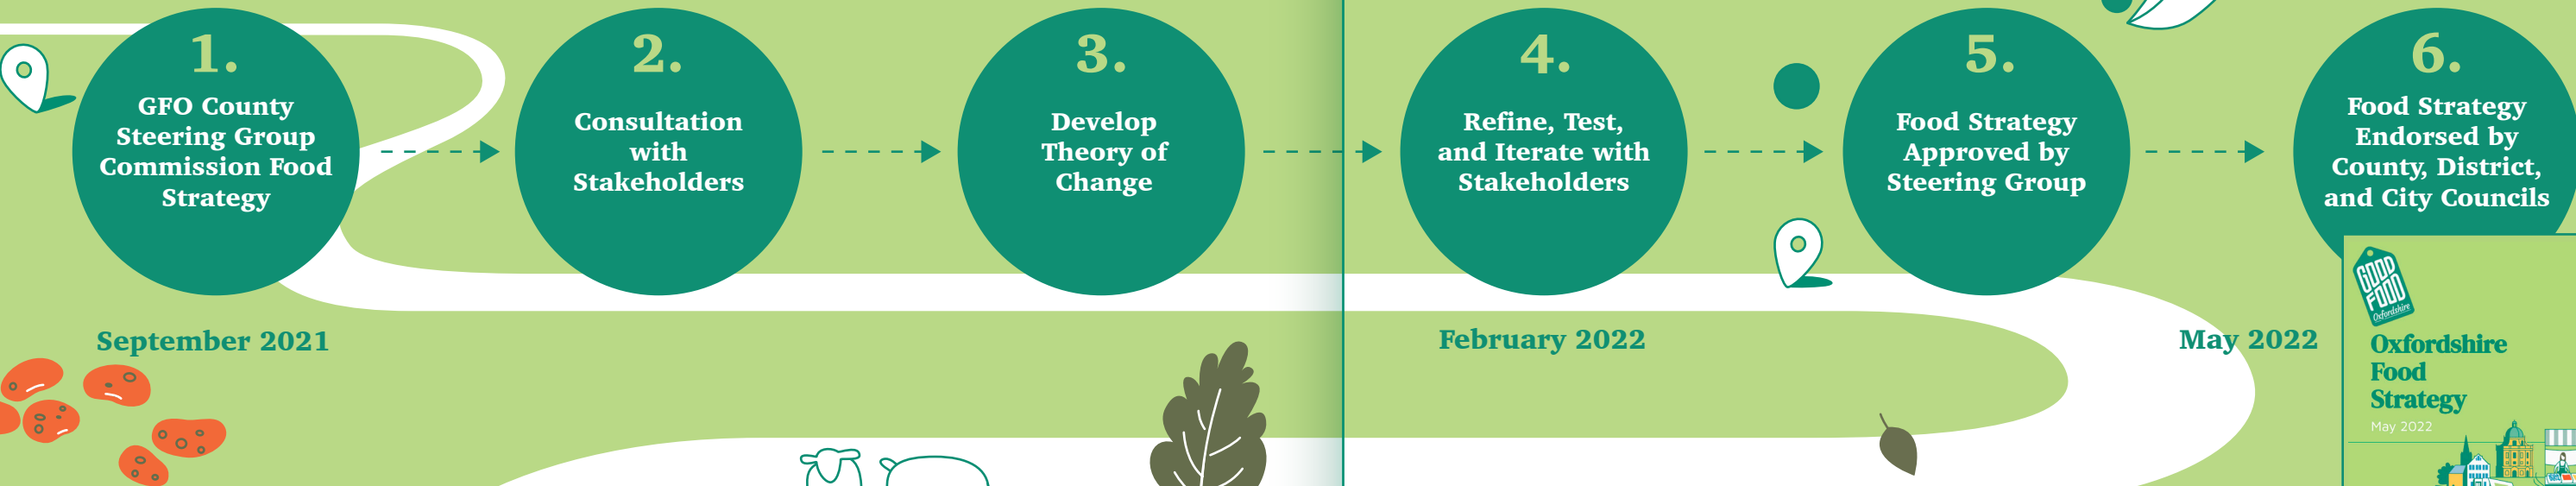 1.
GFO County
Steering Group
Commission Food
Strategy
2.
Consultation
with
Stakeholders
3.
Develop
Theory of
Change
4.
Refine, Test,
and Iterate with
Stakeholders
5.
Food Strategy
Approved by
Steering Group
6.
Food Strategy
Endorsed by
County, District,
and City Councils
September 2021
February 2022
May 2022
GOOD
FOOD
Oxfordshire
Oxfordshire
Food
Strategy
May 2022